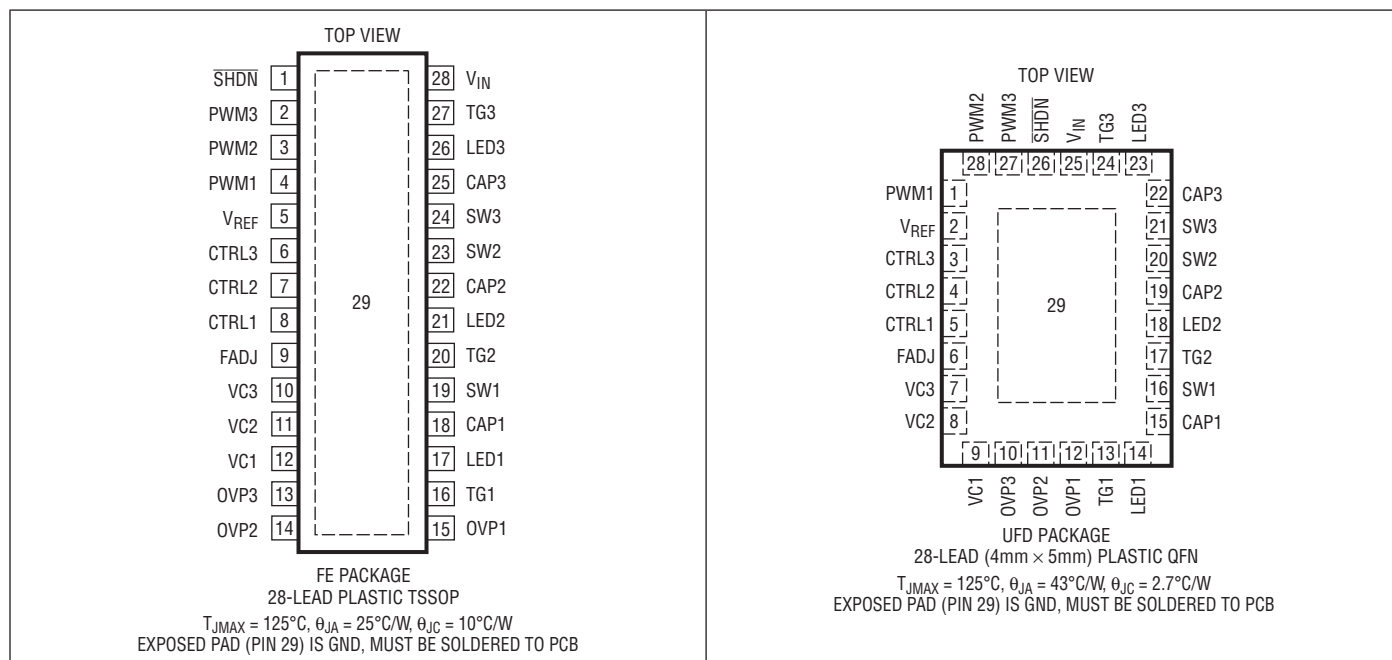 TOP VIEW
SHDN 1
PWM3 2
PWM2 3
PWM1 4
VREF 5
CTRL3 6
CTRL2 7
CTRL1 8
FADJ 9
VC3 10
VC2 11
VC1 12
OVP3 13
OVP2 14
29
28 VIN
27 TG3
26 LED3
25 CAP3
24 SW3
23 SW2
22 CAP2
21 LED2
20 TG2
19 SW1
18 CAP1
17 LED1
16 TG1
15 OVP1
FE PACKAGE
28-LEAD PLASTIC TSSOP
TJMAX = 125°C, θJA = 25°C/W, θJC = 10°C/W
EXPOSED PAD (PIN 29) IS GND, MUST BE SOLDERED TO PCB
TOP VIEW
PWM2 PWM3 SHDN VIN TG3 LED3
28 27 26 25 24 23
PWM1 1
VREF 2
CTRL3 3
CTRL2 4
CTRL1 5
FADJ 6
VC3 7
VC2 8
29
22 CAP3
21 SW3
20 SW2
19 CAP2
18 LED2
17 TG2
16 SW1
15 CAP1
9 10 11 12 13 14
VC1 OVP3 OVP2 OVP1 TG1 LED1
UFD PACKAGE
28-LEAD (4mm × 5mm) PLASTIC QFN
TJMAX = 125°C, θJA = 43°C/W, θJC = 2.7°C/W
EXPOSED PAD (PIN 29) IS GND, MUST BE SOLDERED TO PCB